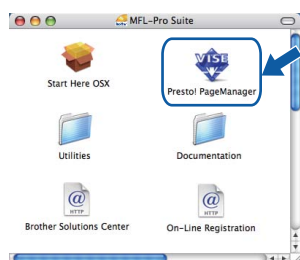 MFL-Pro Suite
VISE
Start Here OSX
Presto! PageManager
Utilities
Documentation
@
@
HTTP
HTTP
Brother Solutions Center
On-Line Registration